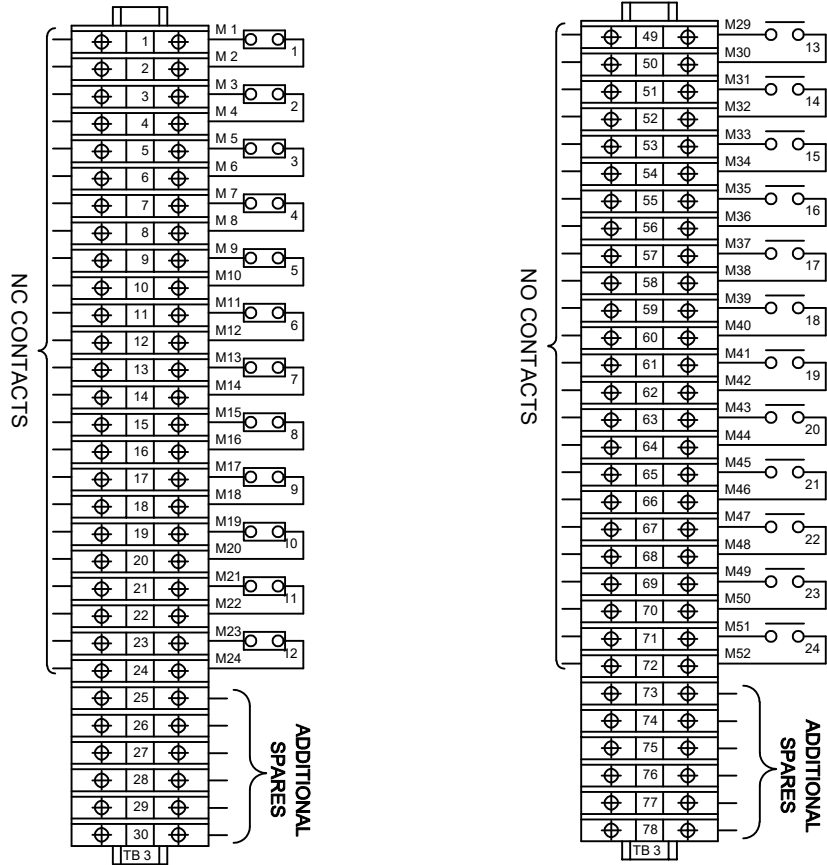 NC CONTACTS
1 M 1 1
2 M 2
3 M 3 2
4 M 4
5 M 5 3
6 M 6
7 M 7 4
8 M 8
9 M 9 5
10 M10
11 M11 6
12 M12
13 M13 7
14 M14
15 M15 8
16 M16
17 M17 9
18 M18
19 M19 10
20 M20
21 M21 11
22 M22
23 M23 12
24 M24
25
26
27
28
29
30
ADDITIONAL
SPARES
TB 3
NO CONTACTS
49 M29 13
50 M30
51 M31 14
52 M32
53 M33 15
54 M34
55 M35 16
56 M36
57 M37 17
58 M38
59 M39 18
60 M40
61 M41 19
62 M42
63 M43 20
64 M44
65 M45 21
66 M46
67 M47 22
68 M48
69 M49 23
70 M50
71 M51 24
72 M52
73
74
75
76
77
78
ADDITIONAL
SPARES
TB 3